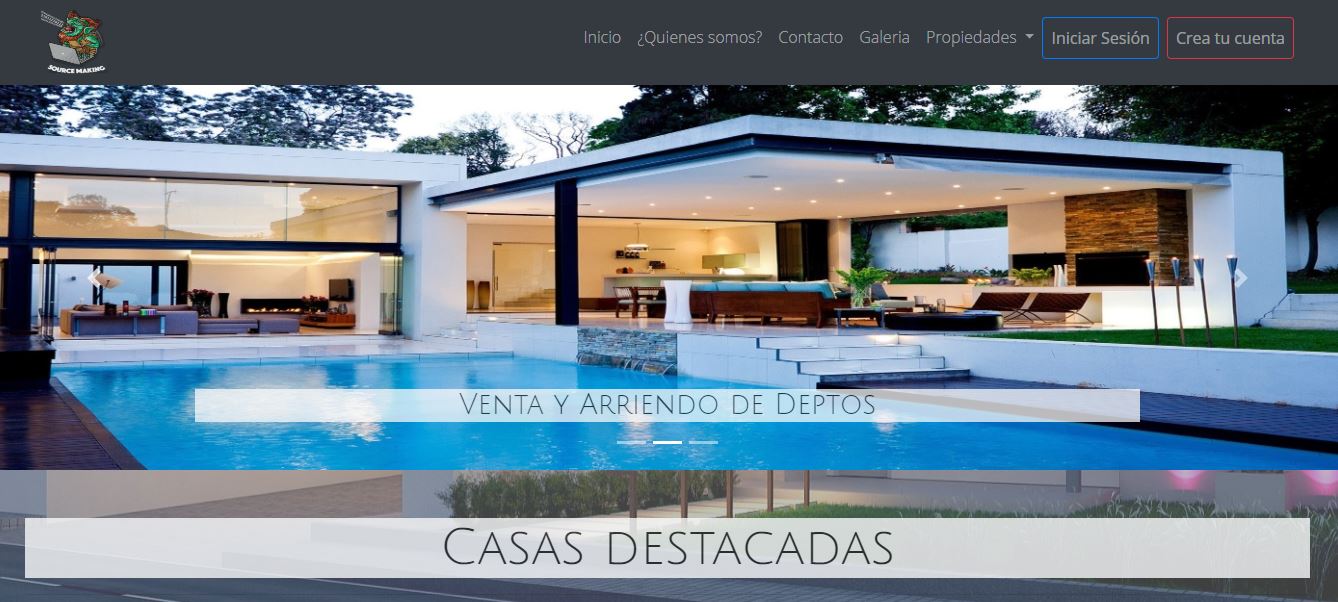 SOURCE MAKING
Inicio ¿Quienes somos? Contacto Galeria Propiedades Iniciar Sesión Crea tu cuenta
Venta y Arriendo de Deptos
Casas destacadas